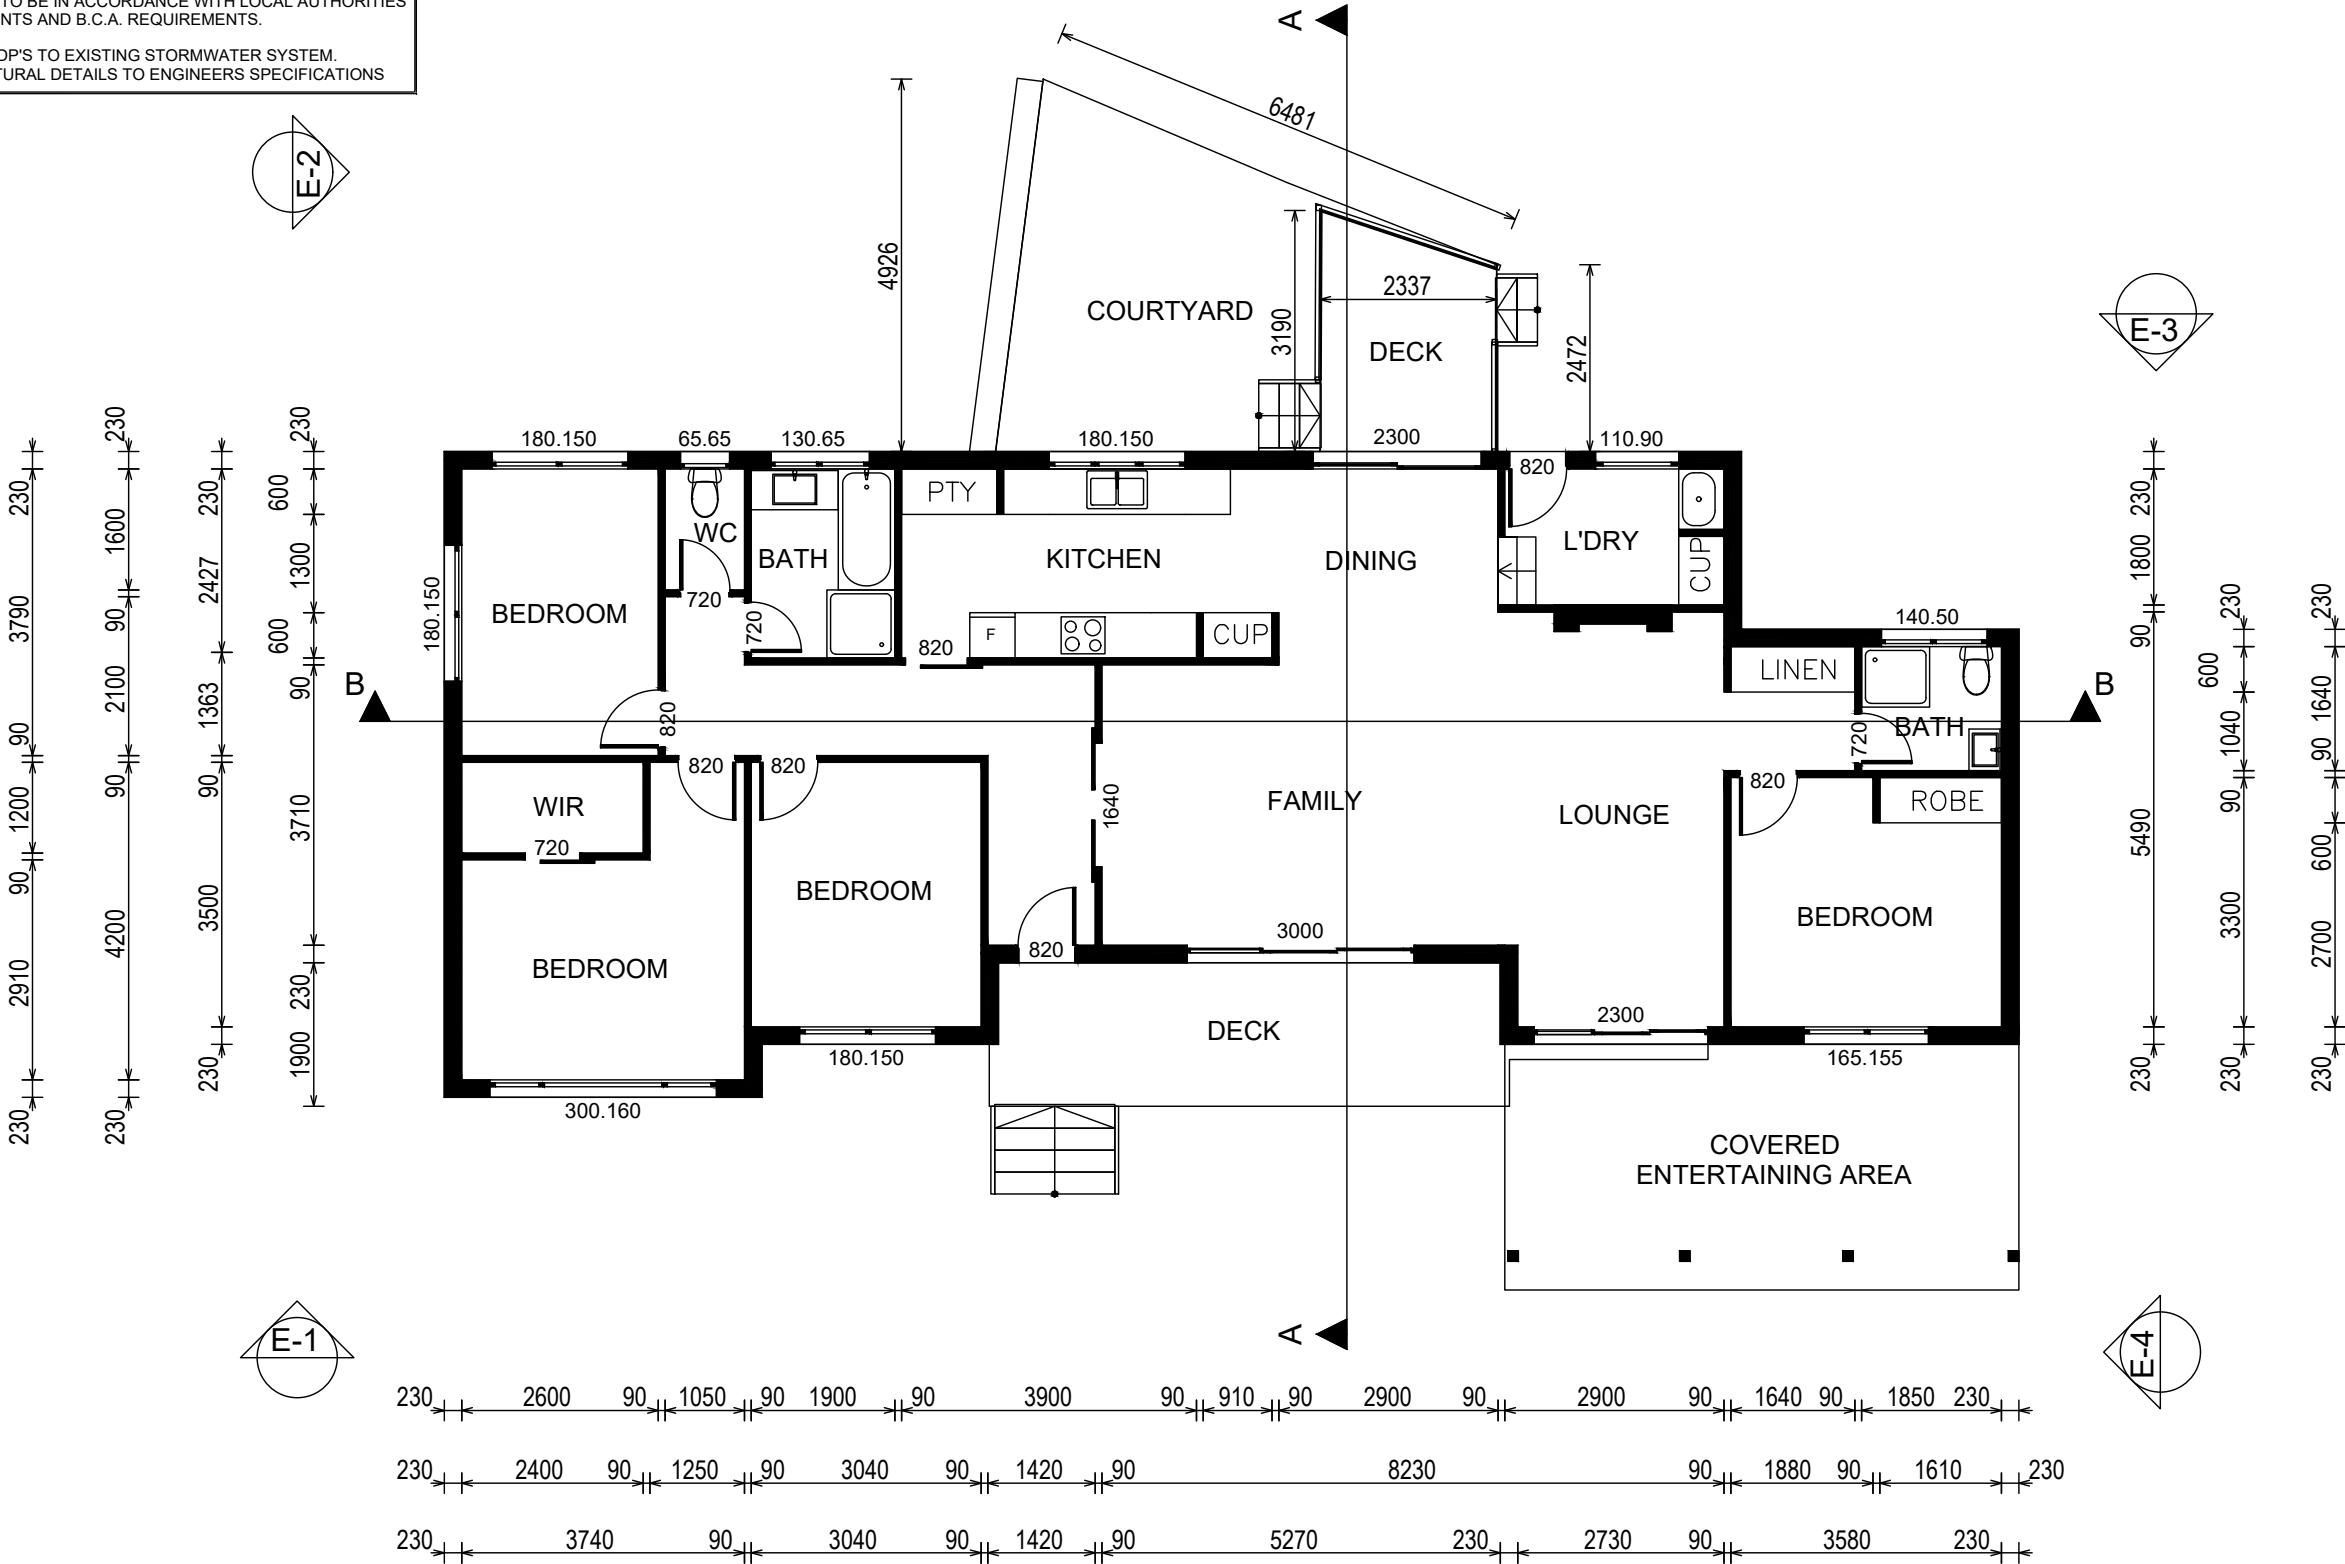 TO BE IN ACCORDANCE WITH LOCAL AUTHORITIES
NTS AND B.C.A. REQUIREMENTS.
DP'S TO EXISTING STORMWATER SYSTEM.
TURAL DETAILS TO ENGINEERS SPECIFICATIONS
A
E-2
6481
4926
COURTYARD
3190
2337
DECK
2472
E-3
180.150
65.65
130.65
180.150
2300
820
110.90
PTY
WC
BATH
KITCHEN
DINING
L'DRY
CUP
180.150
BEDROOM
720
720
F
CUP
820
140.50
LINEN
B
820
BATH
720
B
820
820
820
WIR
720
1640
FAMILY
LOUNGE
ROBE
BEDROOM
BEDROOM
BEDROOM
820
3000
DECK
2300
180.150
165.155
300.160
COVERED
ENTERTAINING AREA
A
E-1
E-4
230
3790
90
1200
90
2910
230
230
1600
90
2100
90
4200
230
230
2427
1363
90
3500
230
230
600
1300
600
90
3710
230
1900
230
1800
90
5490
230
230
600
1040
90
3300
230
230
1640
90
600
2700
230
230 2600 90 1050 90 1900 90 3900 90 910 90 2900 90 2900 90 1640 90 1850 230
230 2400 90 1250 90 3040 90 1420 90 8230 90 1880 90 1610 230
230 3740 90 3040 90 1420 90 5270 230 2730 90 3580 230